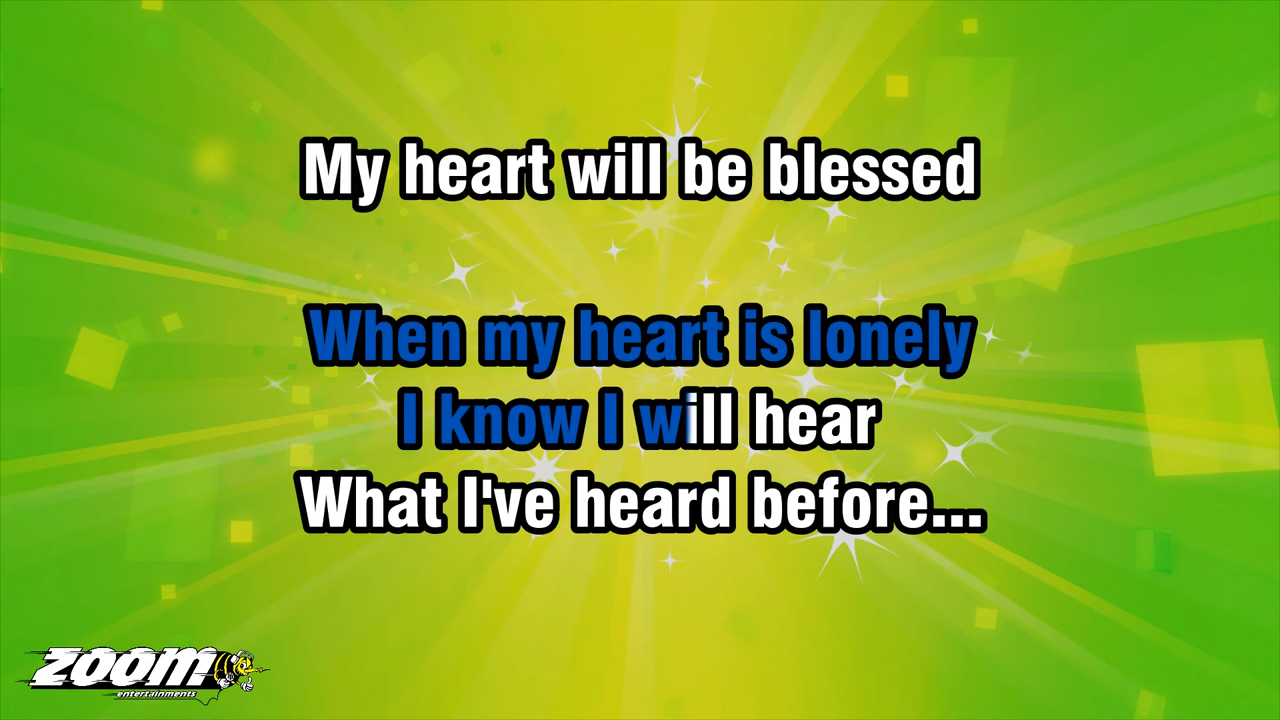 My heart will be blessed
When my heart is lonely
I know I will hear
What I've heard before...
ZOOM
entertainments